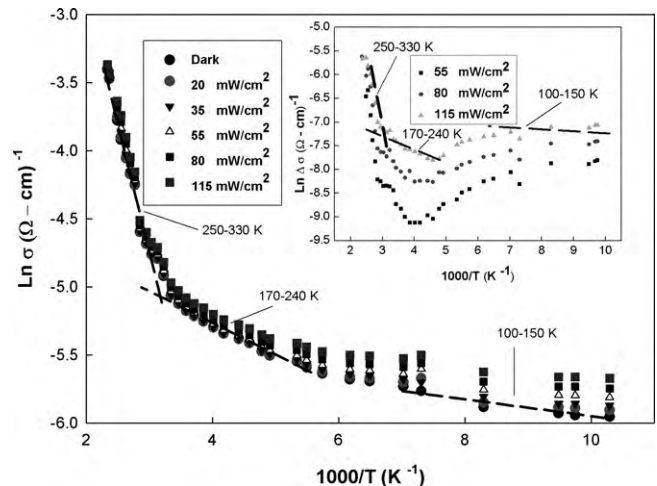 Ln σ (Ω – cm) -1
-3.0
-3.5
-4.0
-4.5
-5.0
-5.5
-6.0
Dark
20 mW/cm2
35 mW/cm2
55 mW/cm2
80 mW/cm2
115 mW/cm2
250-330 K
170-240 K
100-150 K
2 4 6 8 10
1000/T (K -1)
Ln Δ σ (Ω - cm)-1
-5.0
-5.5
-6.0
-6.5
-7.0
-7.5
-8.0
-8.5
-9.0
-9.5
250-330 K
55 mW/cm2
80 mW/cm2
115 mW/cm2
100-150 K
170-240 K
2 3 4 5 6 7 8 9 10
1000/T (K-1)